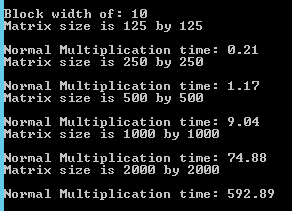 Block width of: 10
Matrix size is 125 by 125
Normal Multiplication time: 0.21
Matrix size is 250 by 250
Normal Multiplication time: 1.17
Matrix size is 500 by 500
Normal Multiplication time: 9.04
Matrix size is 1000 by 1000
Normal Multiplication time: 74.88
Matrix size is 2000 by 2000
Normal Multiplication time: 592.89